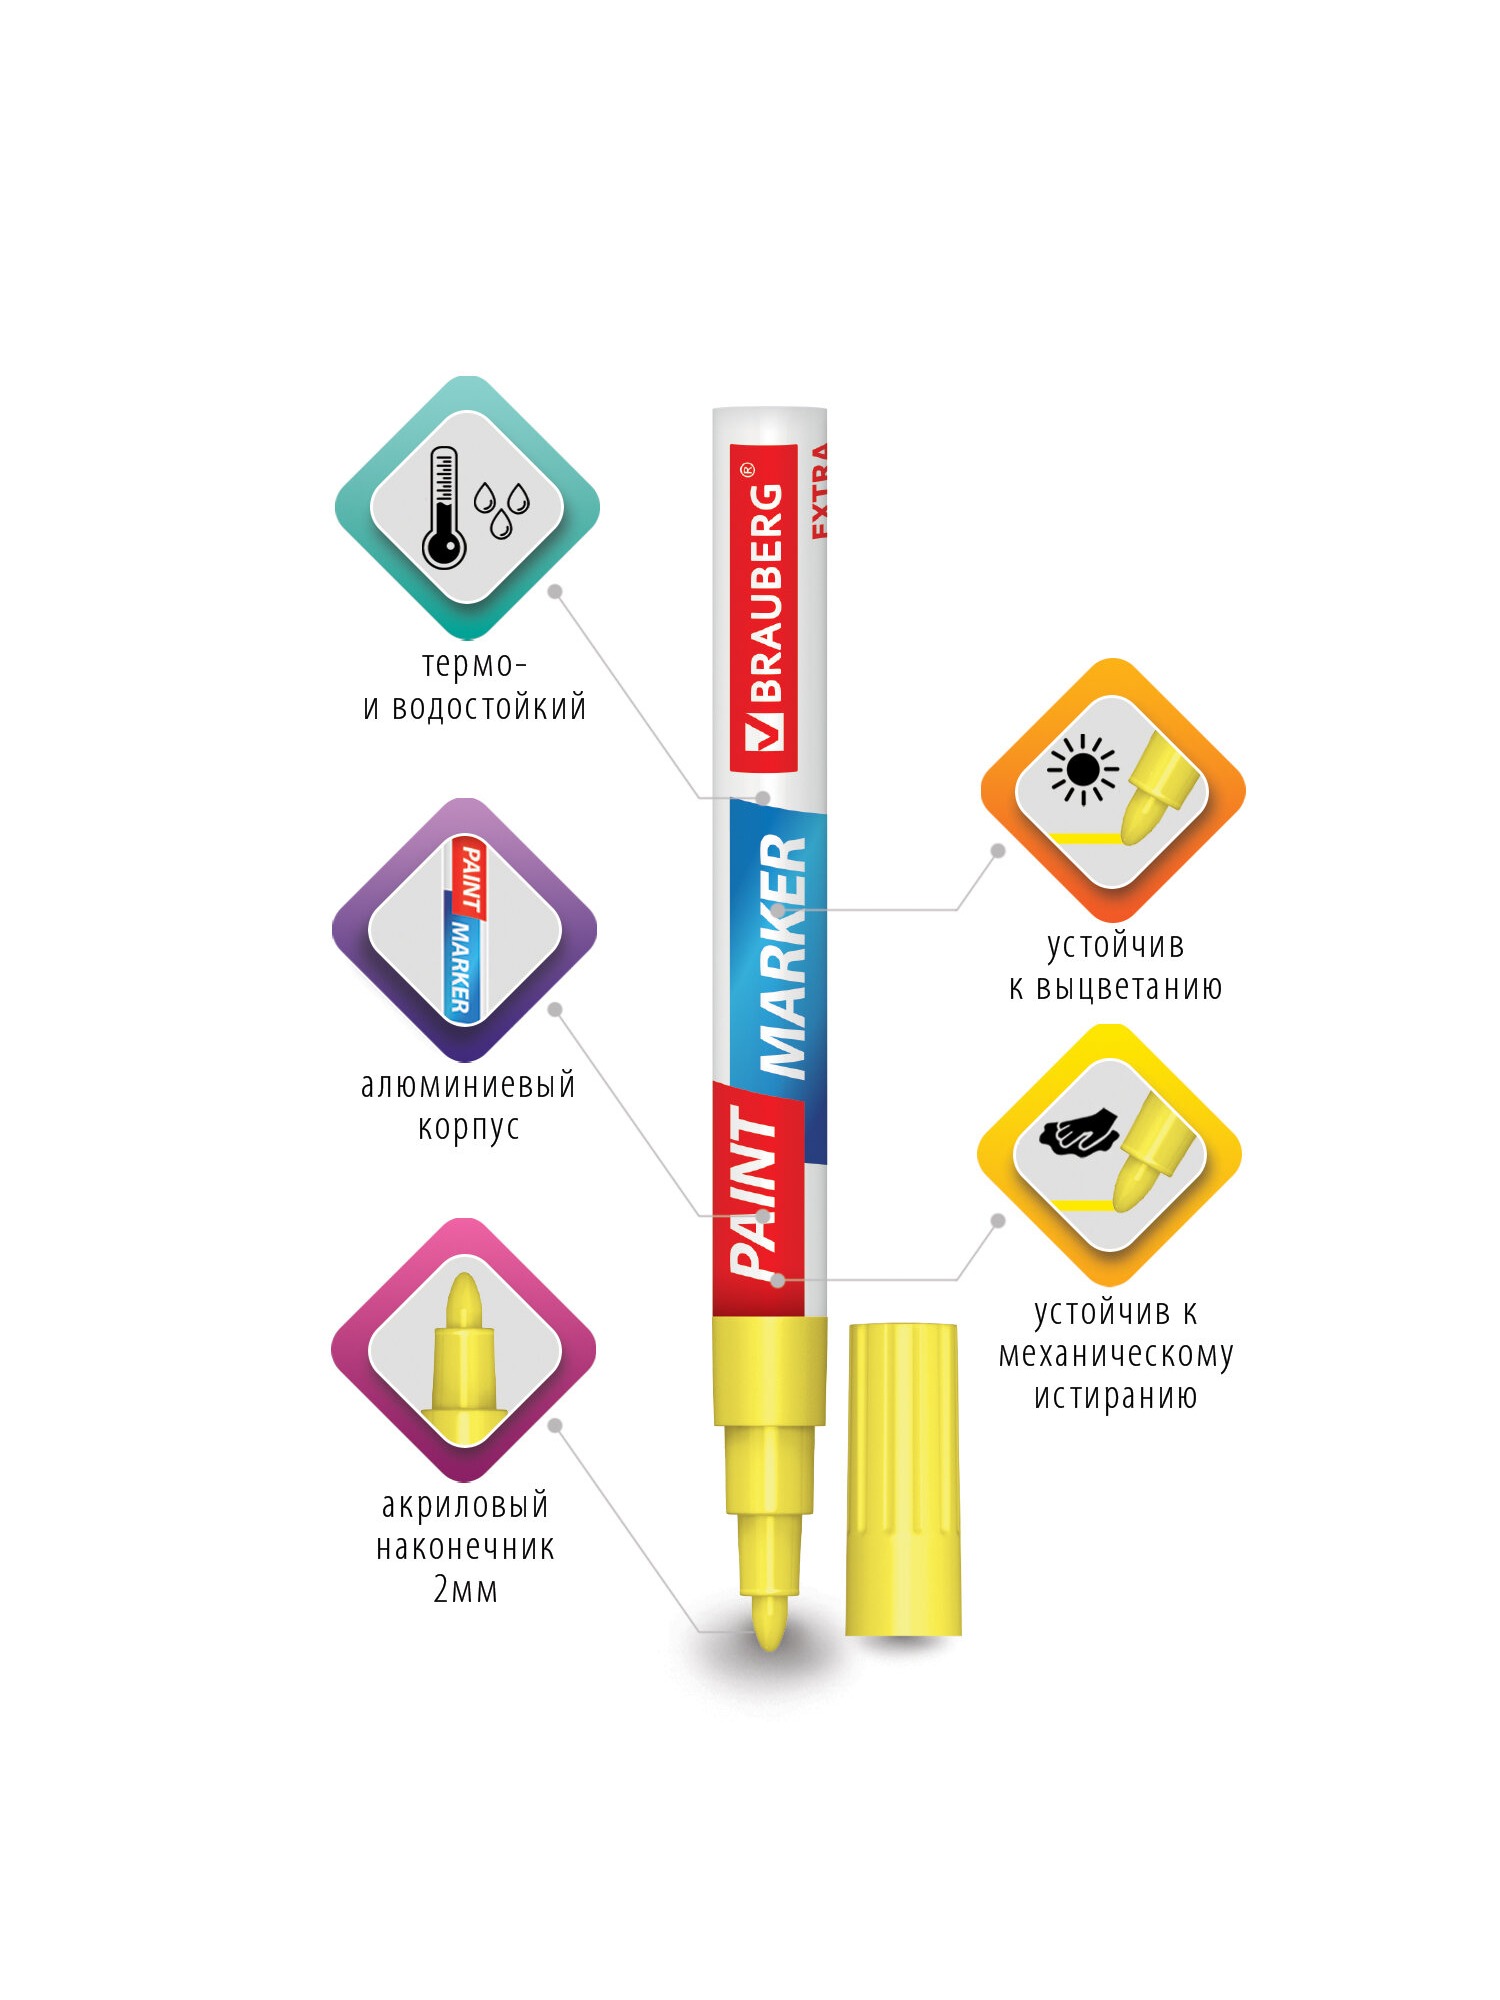 термо-
и водостойкий
алюминиевый
корпус
акриловый
наконечник
2мм
BRAUBERG®
EXTRA
PAINT
MARKER
PAINT
MARKER
устойчив
к выцветанию
устойчив к
механическому
истиранию